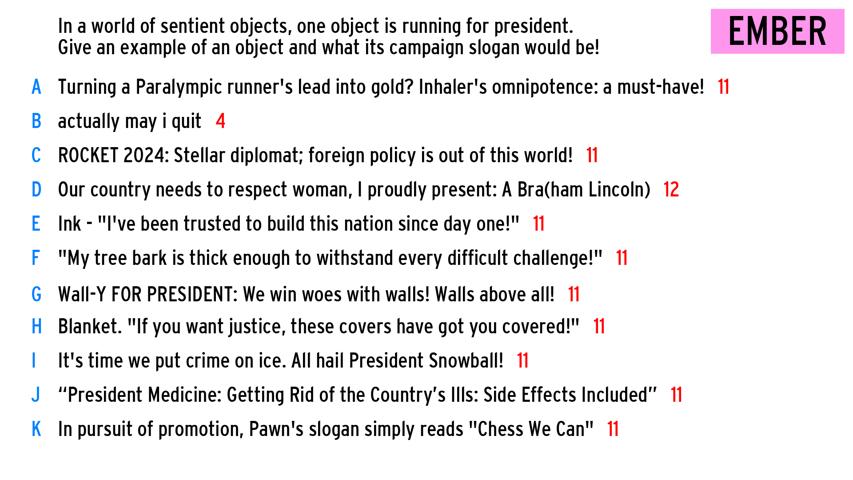 In a world of sentient objects, one object is running for president.
Give an example of an object and what its campaign slogan would be!
EMBER
A Turning a Paralympic runner's lead into gold? Inhaler's omnipotence: a must-have! 11
B actually may i quit 4
C ROCKET 2024: Stellar diplomat; foreign policy is out of this world! 11
D Our country needs to respect woman, I proudly present: A Bra(ham Lincoln) 12
E Ink - "I've been trusted to build this nation since day one!" 11
F "My tree bark is thick enough to withstand every difficult challenge!" 11
G Wall-Y FOR PRESIDENT: We win woes with walls! Walls above all! 11
H Blanket. "If you want justice, these covers have got you covered!" 11
I It's time we put crime on ice. All hail President Snowball! 11
J “President Medicine: Getting Rid of the Country’s Ills: Side Effects Included” 11
K In pursuit of promotion, Pawn's slogan simply reads "Chess We Can" 11